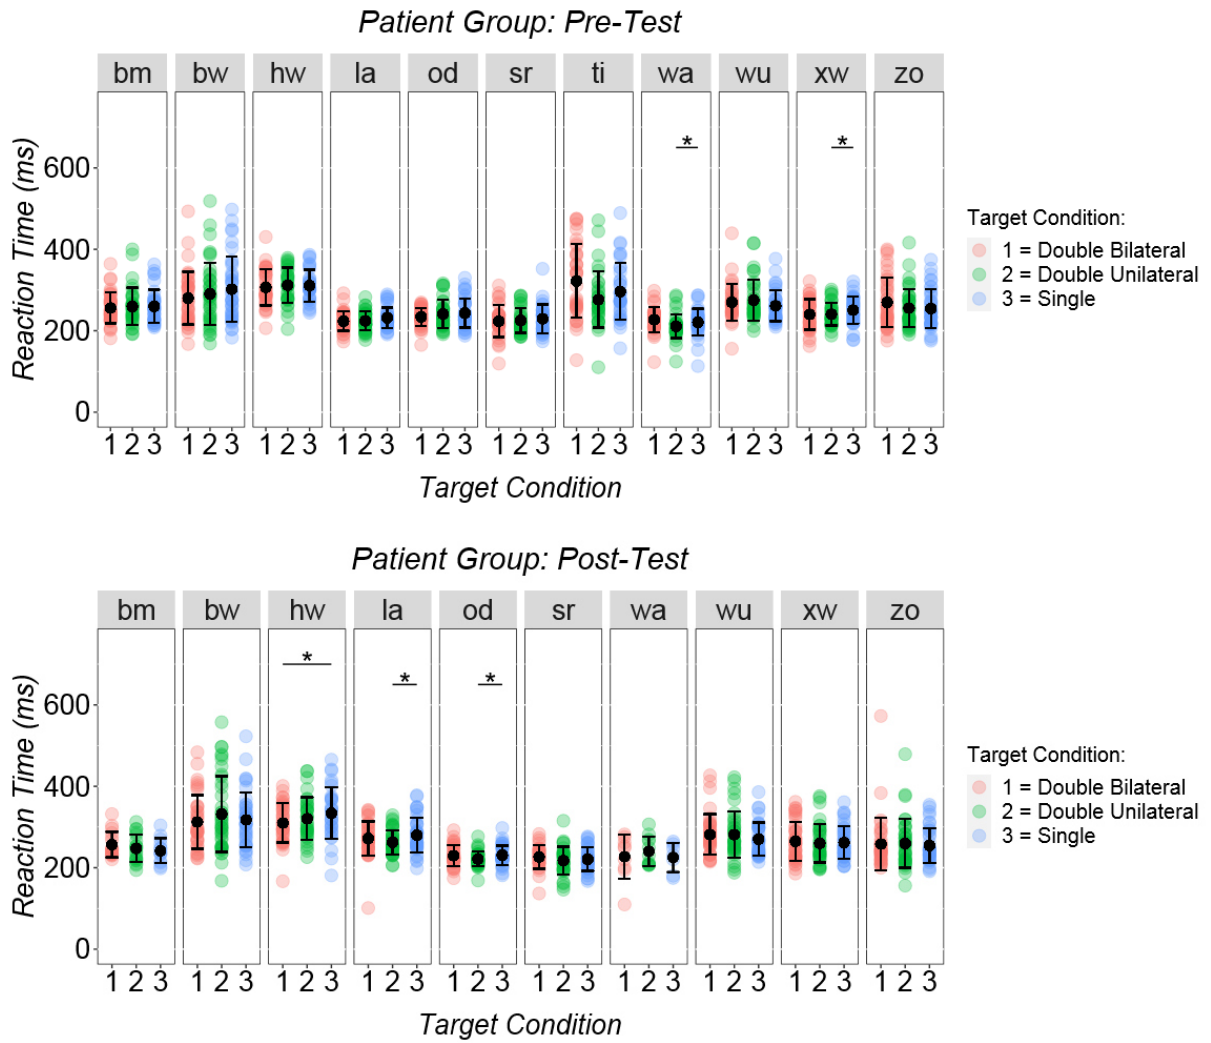 Patient Group: Pre-Test
bm bw hw la od sr ti wa wu xw zo
* *
Reaction Time (ms)
600
400
200
0
1 2 3 1 2 3 1 2 3 1 2 3 1 2 3 1 2 3 1 2 3 1 2 3 1 2 3 1 2 3 1 2 3
Target Condition
Target Condition:
1 = Double Bilateral
2 = Double Unilateral
3 = Single
Patient Group: Post-Test
bm bw hw la od sr wa wu xw zo
* * *
Reaction Time (ms)
600
400
200
0
1 2 3 1 2 3 1 2 3 1 2 3 1 2 3 1 2 3 1 2 3 1 2 3 1 2 3 1 2 3
Target Condition
Target Condition:
1 = Double Bilateral
2 = Double Unilateral
3 = Single